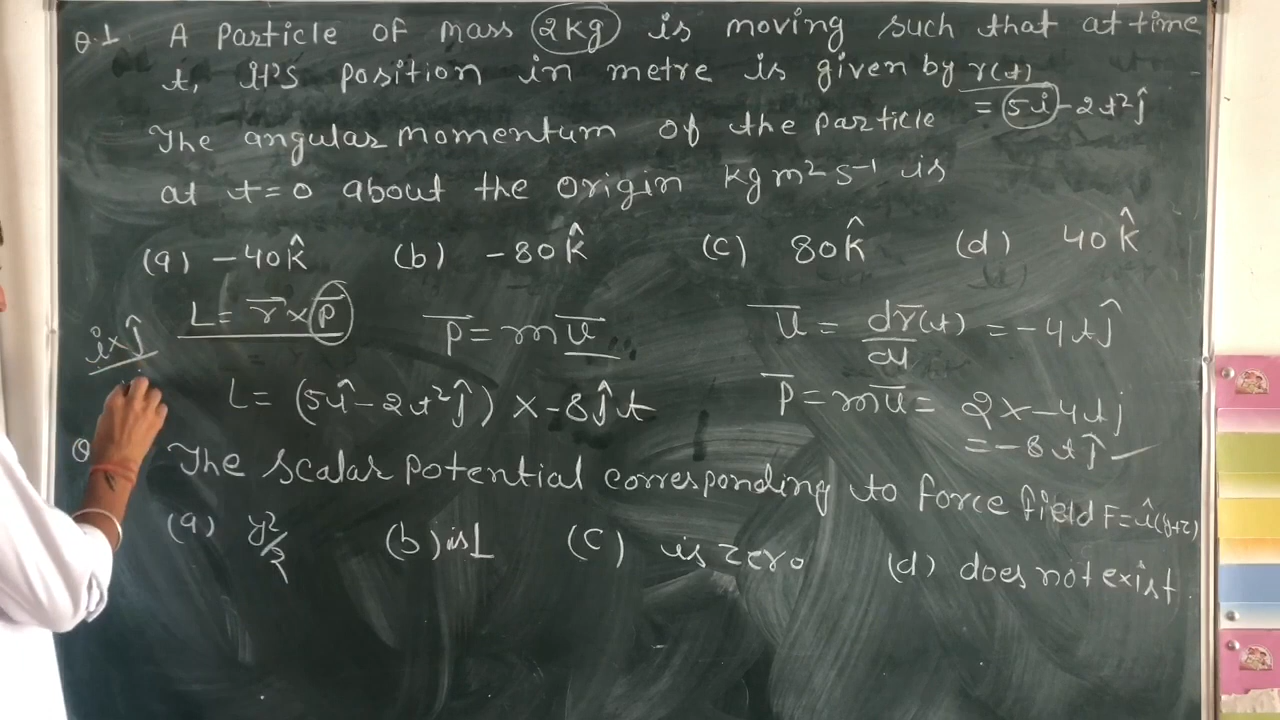 Q.1 A Particle of mass 2kg is moving such that at time
t, it's position in metre is given by r(t)
= 5î - 2t²ĵ
The angular momentum of the particle
at t=0 about the origin kg m² s⁻¹ is
(a) -40k̂ (b) -80k̂ (c) 80k̂ (d) 40k̂
L = r̅ × p̅ p̅ = mu̅ u̅ = dr̅(t)/dt = -4tĵ
i×ĵ
L = (5î - 2t²ĵ) × -8ĵt p̅ = mu̅ = 2×-4tj
= -8tĵ
Q The scalar potential corresponding to force field F=î(y+z)
(a) y²/2 (b) is 1 (c) is zero (d) does not exist.